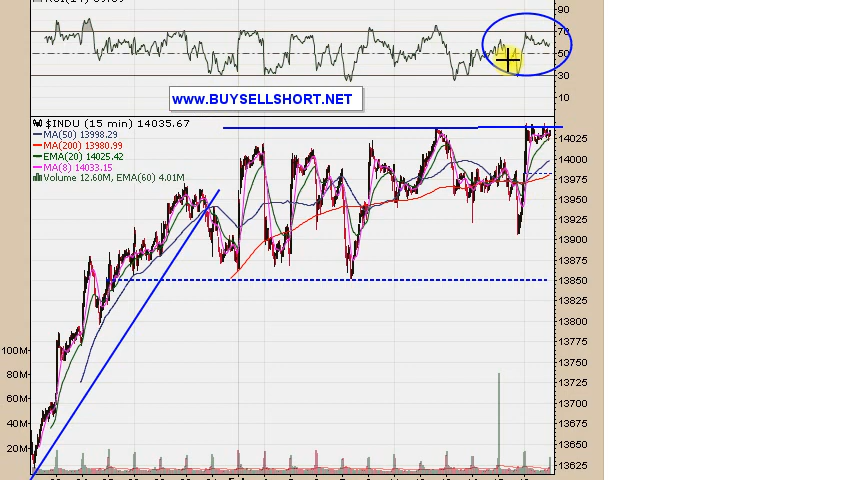 90
70
50
30
10
www.BUYSELLSHORT.NET
$INDU (15 min) 14035.67
MA(50) 13998.29
MA(200) 13980.99
EMA(20) 14025.42
MA(8) 14033.15
Volume 12.60M, EMA(60) 4.01M
14025
14000
13975
13950
13925
13900
13875
13850
13825
13800
13775
13750
13725
13700
13675
13650
13625
100M
80M
60M
40M
20M